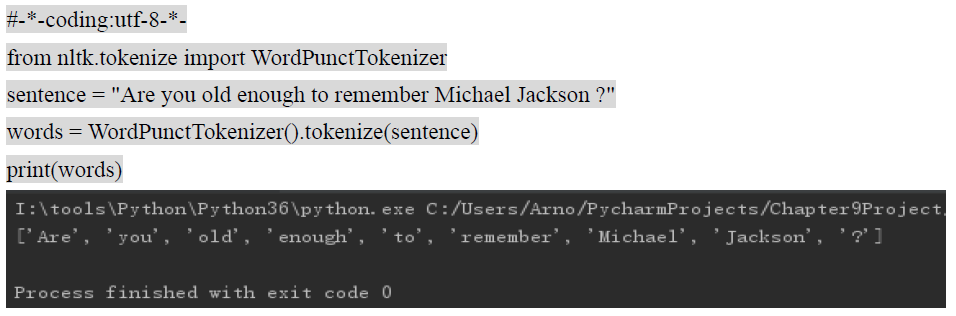 #-*-coding:utf-8-*-
from nltk.tokenize import WordPunctTokenizer
sentence = "Are you old enough to remember Michael Jackson ?"
words = WordPunctTokenizer().tokenize(sentence)
print(words)
I:\tools\Python\Python36\python.exe C:/Users/Arno/PycharmProjects/Chapter9Project/
['Are', 'you', 'old', 'enough', 'to', 'remember', 'Michael', 'Jackson', '?']
Process finished with exit code 0